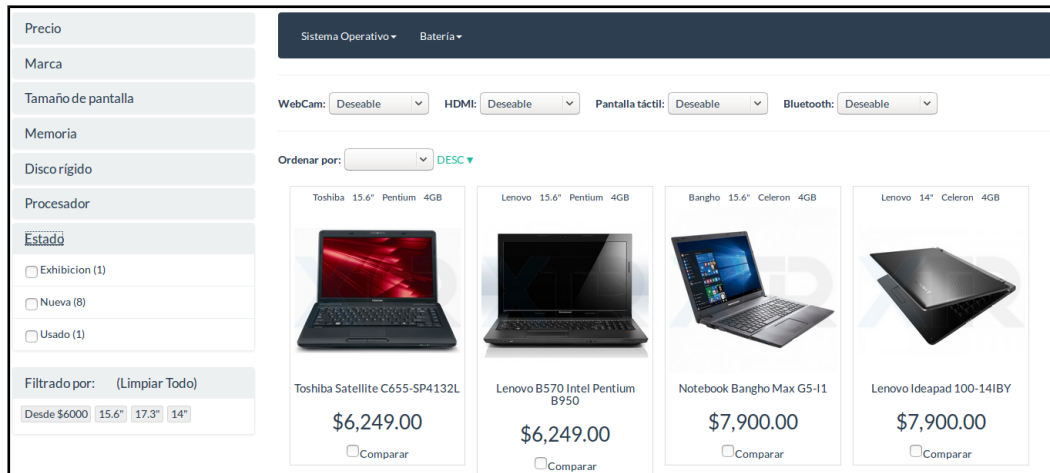 Precio
Marca
Tamaño de pantalla
Memoria
Disco rígido
Procesador
Estado
Exhibicion (1)
Nueva (8)
Usado (1)
Filtrado por: (Limpiar Todo)
Desde $6000 15.6" 17.3" 14"
Sistema Operativo Batería
WebCam: Deseable HDMI: Deseable Pantalla táctil: Deseable Bluetooth: Deseable
Ordenar por: DESC
Toshiba 15.6" Pentium 4GB
Toshiba Satellite C655-SP4132L
$6,249.00
Comparar
Lenovo 15.6" Pentium 4GB
Lenovo B570 Intel Pentium
B950
$6,249.00
Comparar
Bangho 15.6" Celeron 4GB
Notebook Bangho Max G5-I1
$7,900.00
Comparar
Lenovo 14" Celeron 4GB
Lenovo Ideapad 100-14IBY
$7,900.00
Comparar